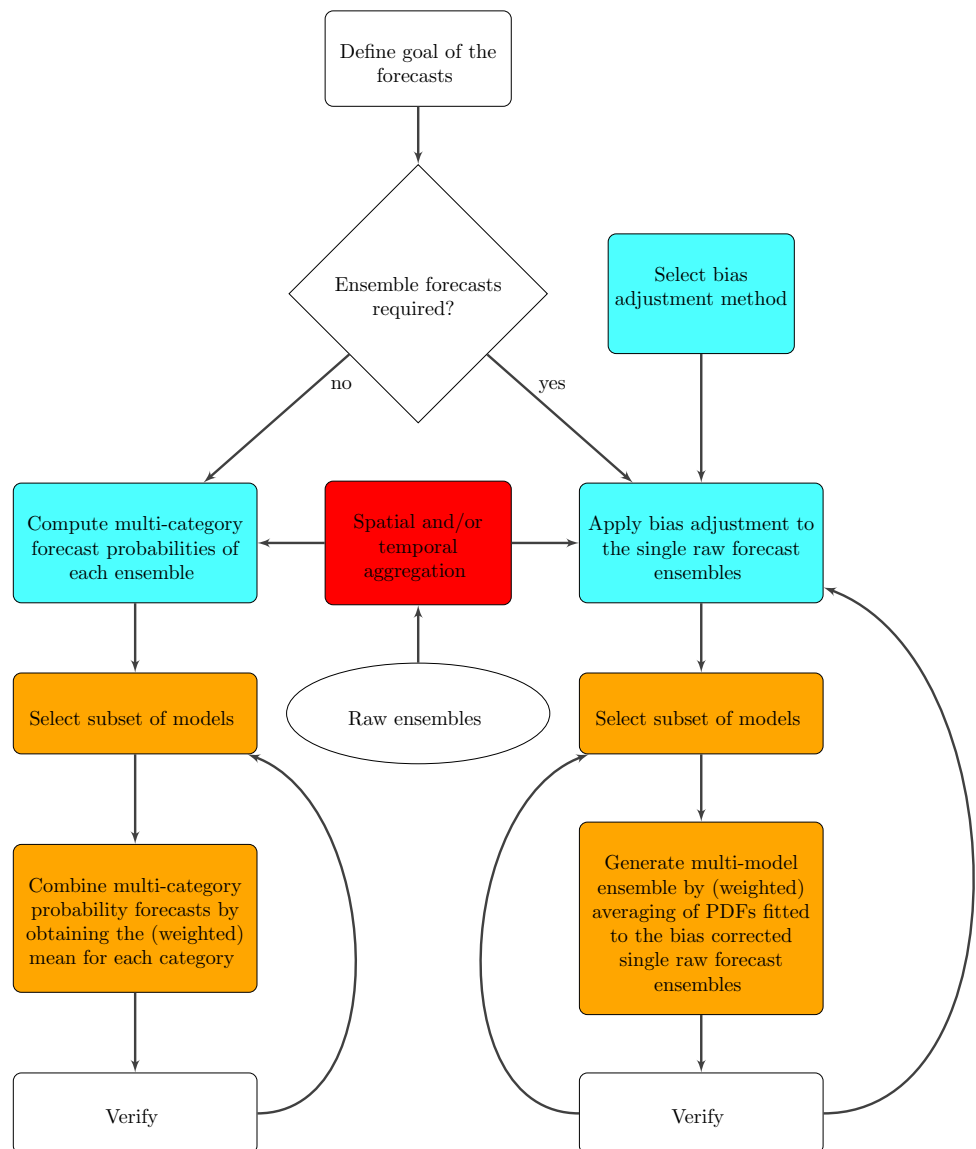 Define goal of the
forecasts
Ensemble forecasts
required?
Select bias
adjustment method
no
yes
Compute multi-category
forecast probabilities of
each ensemble
Spatial and/or
temporal
aggregation
Apply bias adjustment to
the single raw forecast
ensembles
Select subset of models
Raw ensembles
Select subset of models
Combine multi-category
probability forecasts by
obtaining the (weighted)
mean for each category
Generate multi-model
ensemble by (weighted)
averaging of PDFs fitted
to the bias corrected
single raw forecast
ensembles
Verify
Verify